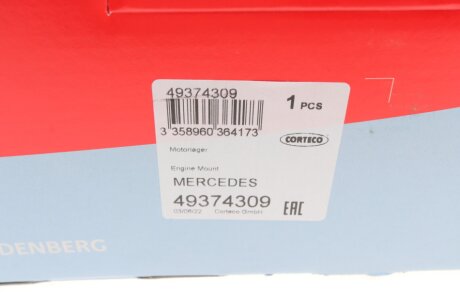 49374309
1 PCS
3 358960 364173
CORTECO
Motorlager
Engine Mount
MERCEDES
49374309
03/06/22 Corteco GmbH
EAC
DENBERG